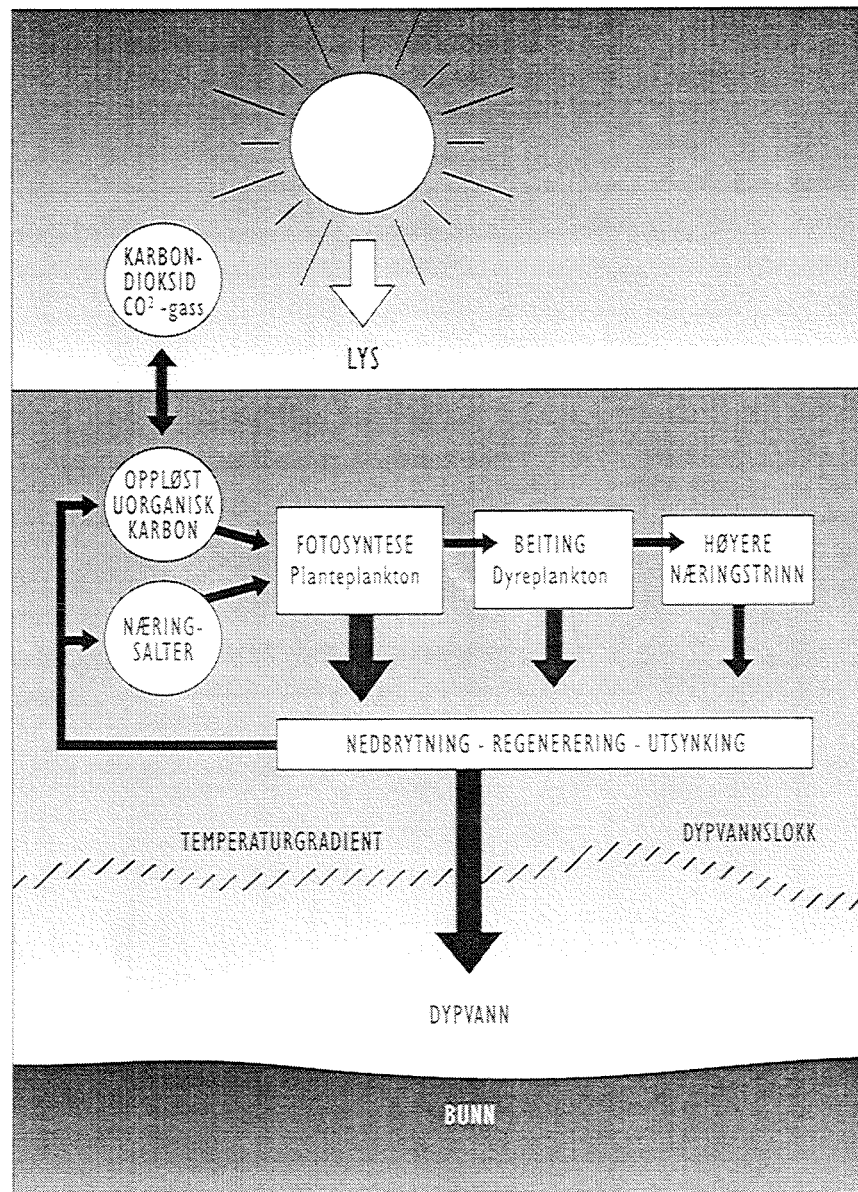 KARBON-
DIOKSID
CO² -gass
LYS
OPPLØST
UORGANISK
KARBON
NÆRING-
SALTER
FOTOSYNTESE
Planteplankton
BEITING
Dyreplankton
HØYERE
NÆRINGSTRINN
NEDBRYTNING - REGENERERING - UTSYNKING
TEMPERATURGRADIENT
DYPVANNSLOKK
DYPVANN
BUNN